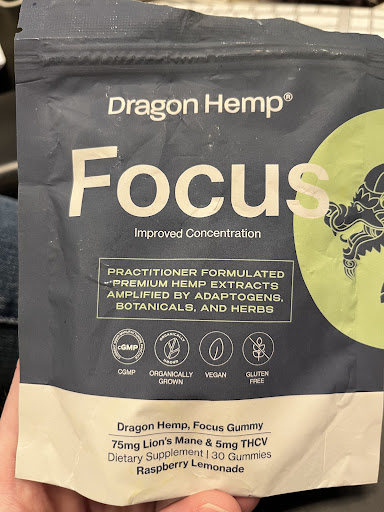 Dragon Hemp®
Focus
Improved Concentration
PRACTITIONER FORMULATED
PREMIUM HEMP EXTRACTS
AMPLIFIED BY ADAPTOGENS,
BOTANICALS, AND HERBS
cGMP
ORGANICALLY GROWN
CGMP
ORGANICALLY
GROWN
VEGAN
GLUTEN
FREE
Dragon Hemp, Focus Gummy
75mg Lion's Mane & 5mg THCV
Dietary Supplement | 30 Gummies
Raspberry Lemonade